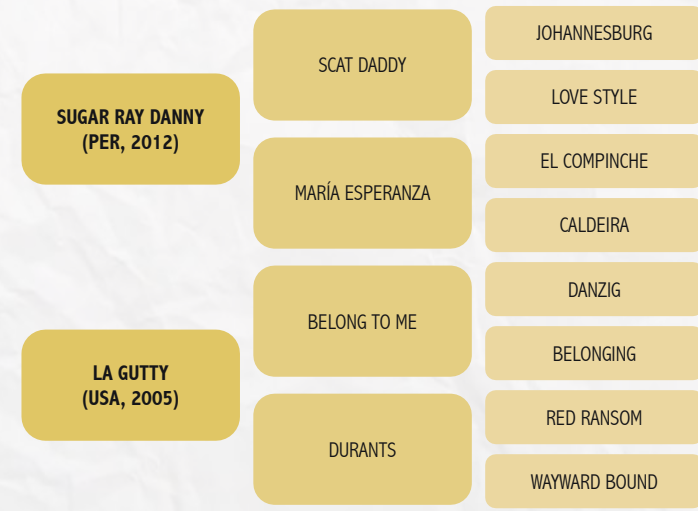 SUGAR RAY DANNY
(PER, 2012)
SCAT DADDY
JOHANNESBURG
LOVE STYLE
MARÍA ESPERANZA
EL COMPINCHE
CALDEIRA
LA GUTTY
(USA, 2005)
BELONG TO ME
DANZIG
BELONGING
DURANTS
RED RANSOM
WAYWARD BOUND